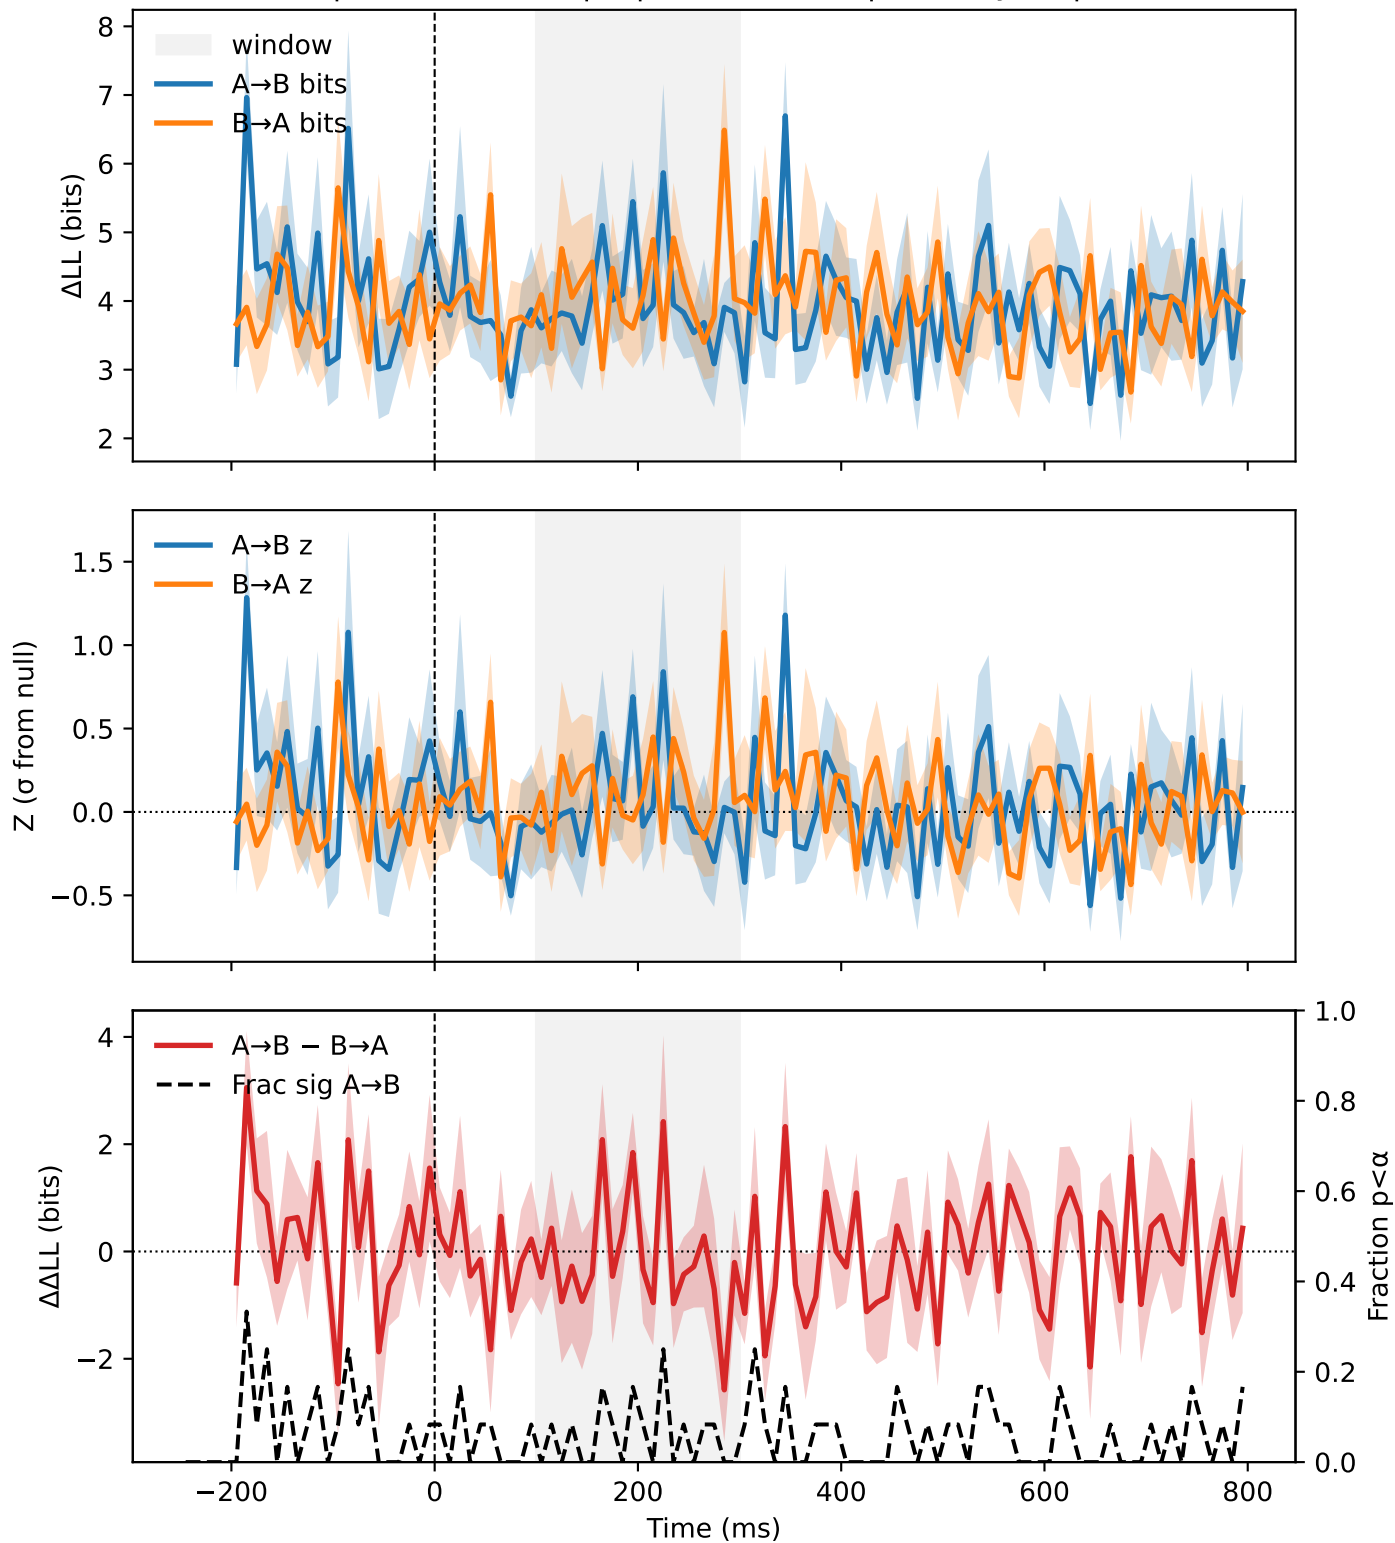 8
7
6
5
4
3
2
ΔLL (bits)
window
A→B bits
B→A bits
1.5
1.0
0.5
0.0
−0.5
Z (σ from null)
A→B z
B→A z
4
2
0
−2
ΔΔLL (bits)
A→B − B→A
Frac sig A→B
1.0
0.8
0.6
0.4
0.2
0.0
Fraction p<α
−200 0 200 400 600 800
Time (ms)